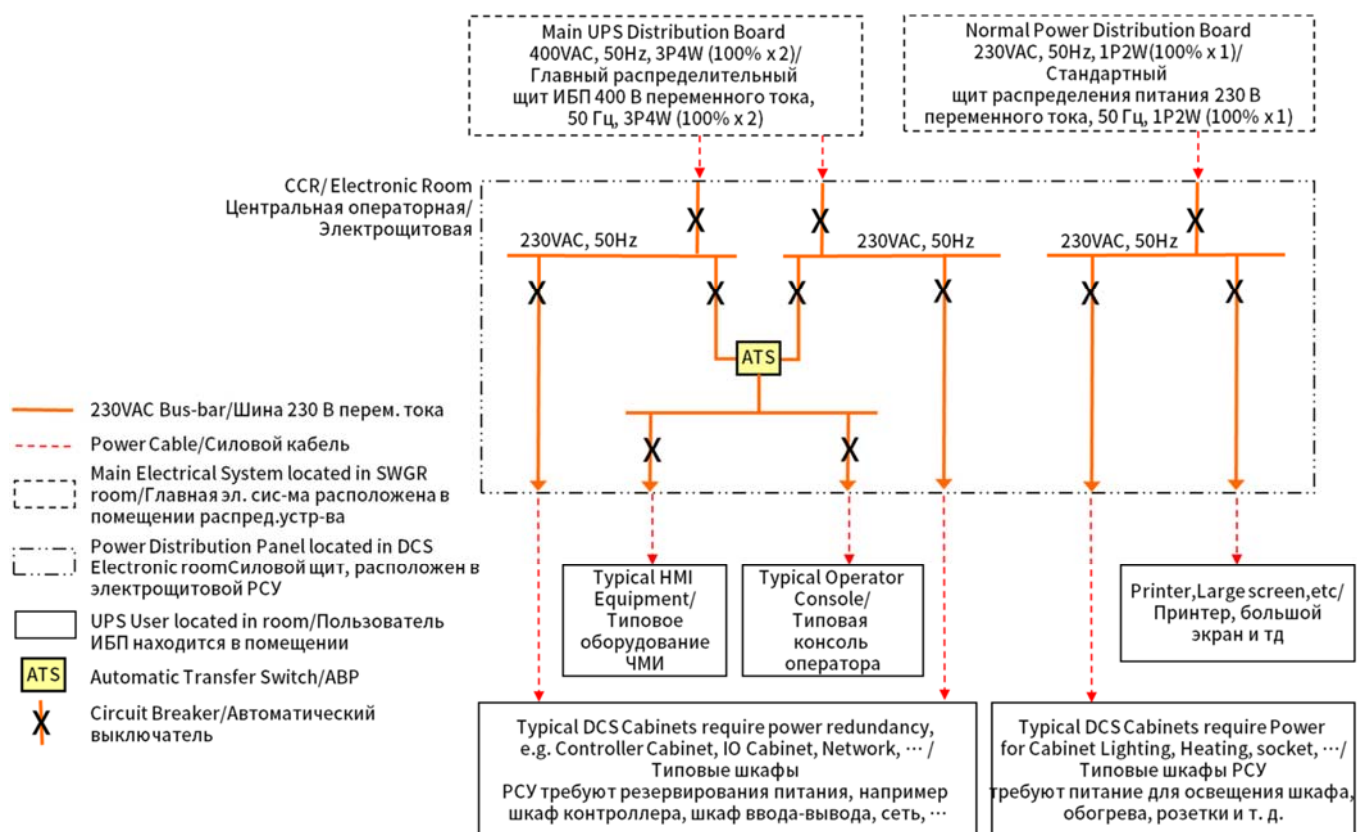 Main UPS Distribution Board
400VAC, 50Hz, 3P4W (100% x 2)/
Главный распределительный
щит ИБП 400 В переменного тока,
50 Гц, 3P4W (100% x 2)
Normal Power Distribution Board
230VAC, 50Hz, 1P2W(100% x 1)/
Стандартный
щит распределения питания 230 В
переменного тока, 50 Гц, 1P2W (100% x 1)
CCR/ Electronic Room
Центральная операторная/
Электрощитовая
230VAC, 50Hz
230VAC, 50Hz
230VAC, 50Hz
ATS
230VAC Bus-bar/Шина 230 В перем. тока
Power Cable/Силовой кабель
Main Electrical System located in SWGR
room/Главная эл. сис-ма расположена в
помещении распред.устр-ва
Power Distribution Panel located in DCS
Electronic roomСиловой щит, расположен в
электрощитовой РСУ
UPS User located in room/Пользователь
ИБП находится в помещении
ATS
Automatic Transfer Switch/АВР
Circuit Breaker/Автоматический
выключатель
Typical HMI
Equipment/
Типовое
оборудование
ЧМИ
Typical Operator
Console/
Типовая
консоль
оператора
Printer,Large screen,etc/
Принтер, большой
экран и тд
Typical DCS Cabinets require power redundancy,
e.g. Controller Cabinet, IO Cabinet, Network, ··· /
Типовые шкафы
РСУ требуют резервирования питания, например
шкаф контроллера, шкаф ввода-вывода, сеть, ···
Typical DCS Cabinets require Power
for Cabinet Lighting, Heating, socket, ···/
Типовые шкафы РСУ
требуют питание для освещения шкафа,
обогрева, розетки и т. д.